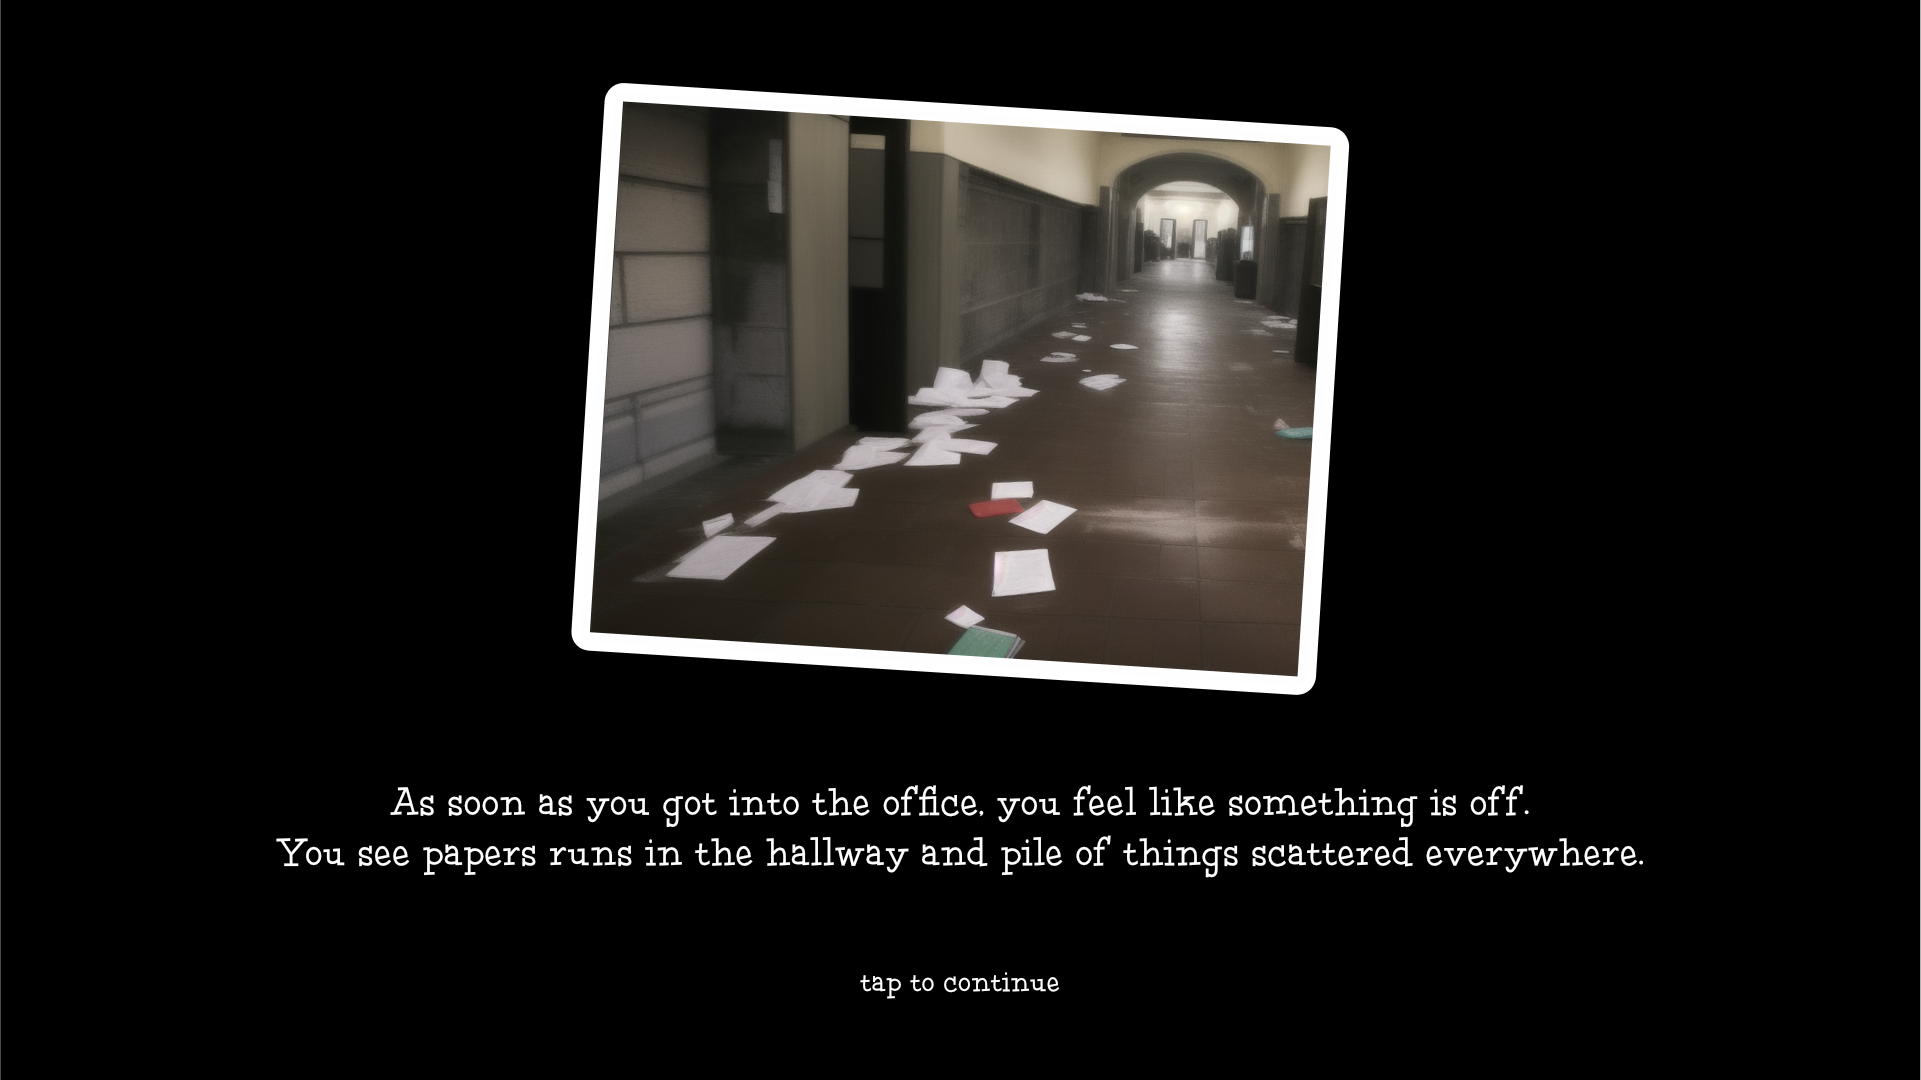 As soon as you got into the office, you feel like something is off.
You see papers runs in the hallway and pile of things scattered everywhere.
tap to continue